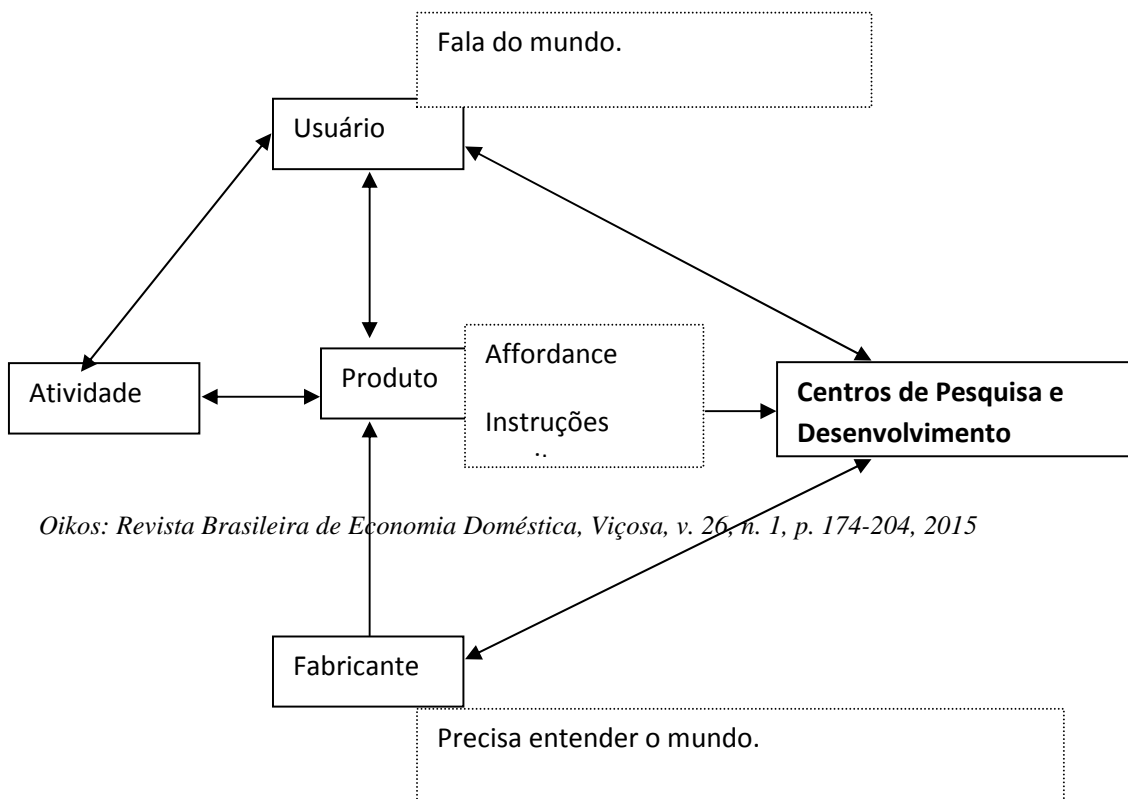 Fala do mundo.
Usuário
Affordance
Atividade
Produto
Instruções
Centros de Pesquisa e
Desenvolvimento
Oikos: Revista Brasileira de Economia Doméstica, Viçosa, v. 26, n. 1, p. 174-204, 2015
Fabricante
Precisa entender o mundo.